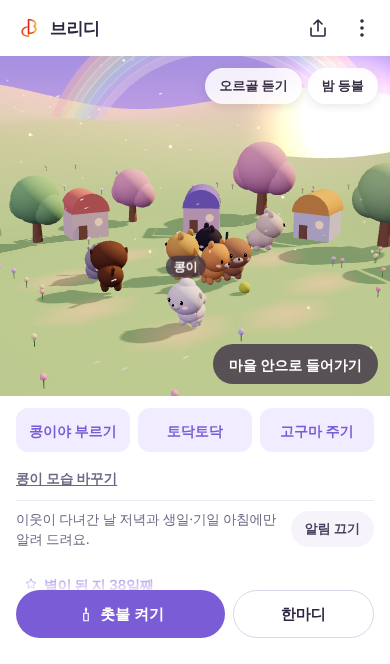 브리디
오르골 듣기
밤 등불
콩이
마을 안으로 들어가기
콩이야 부르기
토닥토닥
고구마 주기
콩이 모습 바꾸기
이웃이 다녀간 날 저녁과 생일·기일 아침에만
알려 드려요.
알림 끄기
별이 된 지 38일째
촛불 켜기
한마디